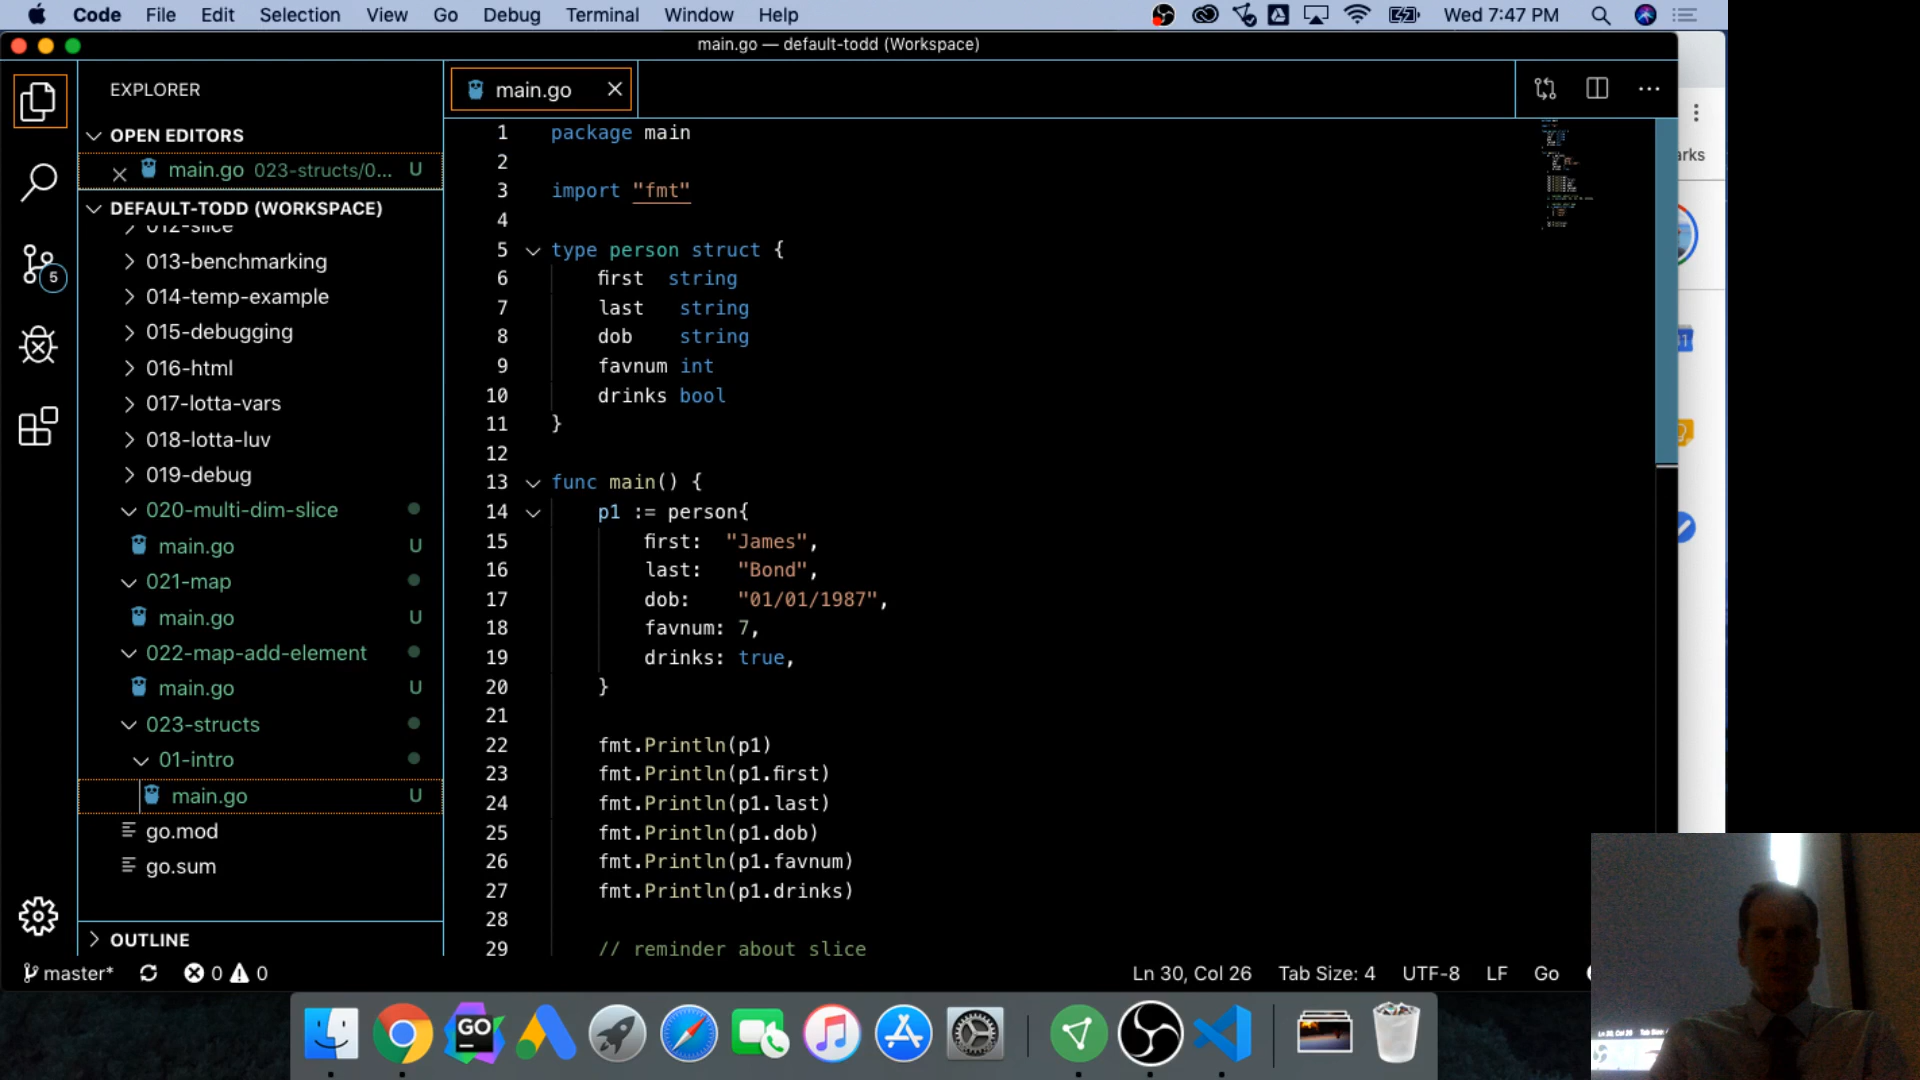 Code File Edit Selection View Go Debug Terminal Window Help Wed 7:47 PM
main.go — default-todd (Workspace)
EXPLORER
OPEN EDITORS
main.go 023-structs/0... U
DEFAULT-TODD (WORKSPACE)
012-slice
013-benchmarking
014-temp-example
015-debugging
016-html
017-lotta-vars
018-lotta-luv
019-debug
020-multi-dim-slice
main.go U
021-map
main.go U
022-map-add-element
main.go U
023-structs
01-intro
main.go U
go.mod
go.sum
OUTLINE
5
main.go
1 package main
2
3 import "fmt"
4
5 type person struct {
6 first string
7 last string
8 dob string
9 favnum int
10 drinks bool
11 }
12
13 func main() {
14 p1 := person{
15 first: "James",
16 last: "Bond",
17 dob: "01/01/1987",
18 favnum: 7,
19 drinks: true,
20 }
21
22 fmt.Println(p1)
23 fmt.Println(p1.first)
24 fmt.Println(p1.last)
25 fmt.Println(p1.dob)
26 fmt.Println(p1.favnum)
27 fmt.Println(p1.drinks)
28
29 // reminder about slice
arks
master* 0 0 Ln 30, Col 26 Tab Size: 4 UTF-8 LF Go
GO